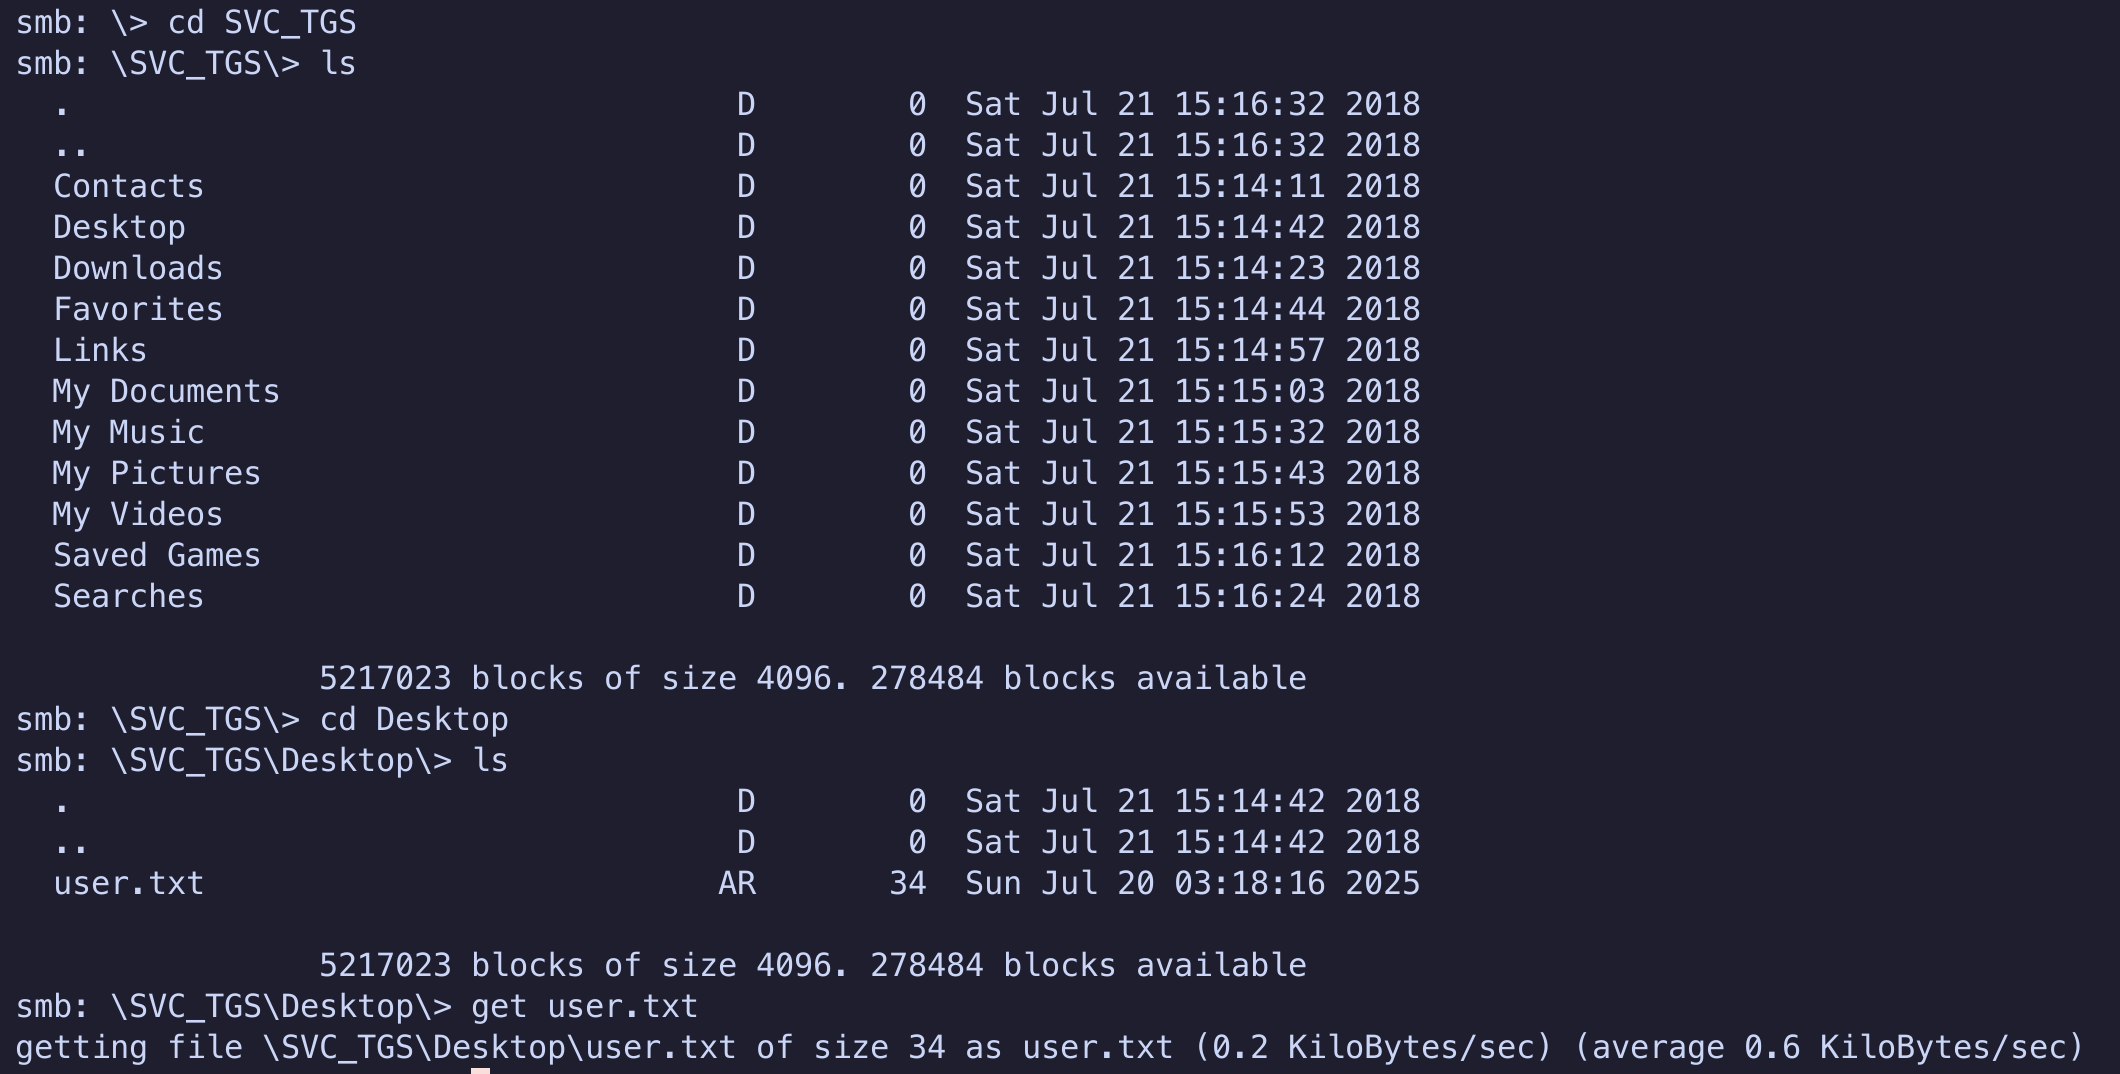 smb: \> cd SVC_TGS
smb: \SVC_TGS\> ls
  .                                   D        0  Sat Jul 21 15:16:32 2018
  ..                                  D        0  Sat Jul 21 15:16:32 2018
  Contacts                            D        0  Sat Jul 21 15:14:11 2018
  Desktop                             D        0  Sat Jul 21 15:14:42 2018
  Downloads                           D        0  Sat Jul 21 15:14:23 2018
  Favorites                           D        0  Sat Jul 21 15:14:44 2018
  Links                               D        0  Sat Jul 21 15:14:57 2018
  My Documents                        D        0  Sat Jul 21 15:15:03 2018
  My Music                            D        0  Sat Jul 21 15:15:32 2018
  My Pictures                         D        0  Sat Jul 21 15:15:43 2018
  My Videos                           D        0  Sat Jul 21 15:15:53 2018
  Saved Games                         D        0  Sat Jul 21 15:16:12 2018
  Searches                            D        0  Sat Jul 21 15:16:24 2018

                5217023 blocks of size 4096. 278484 blocks available
smb: \SVC_TGS\> cd Desktop
smb: \SVC_TGS\Desktop\> ls
  .                                   D        0  Sat Jul 21 15:14:42 2018
  ..                                  D        0  Sat Jul 21 15:14:42 2018
  user.txt                           AR       34  Sun Jul 20 03:18:16 2025

                5217023 blocks of size 4096. 278484 blocks available
smb: \SVC_TGS\Desktop\> get user.txt
getting file \SVC_TGS\Desktop\user.txt of size 34 as user.txt (0.2 KiloBytes/sec) (average 0.6 KiloBytes/sec)